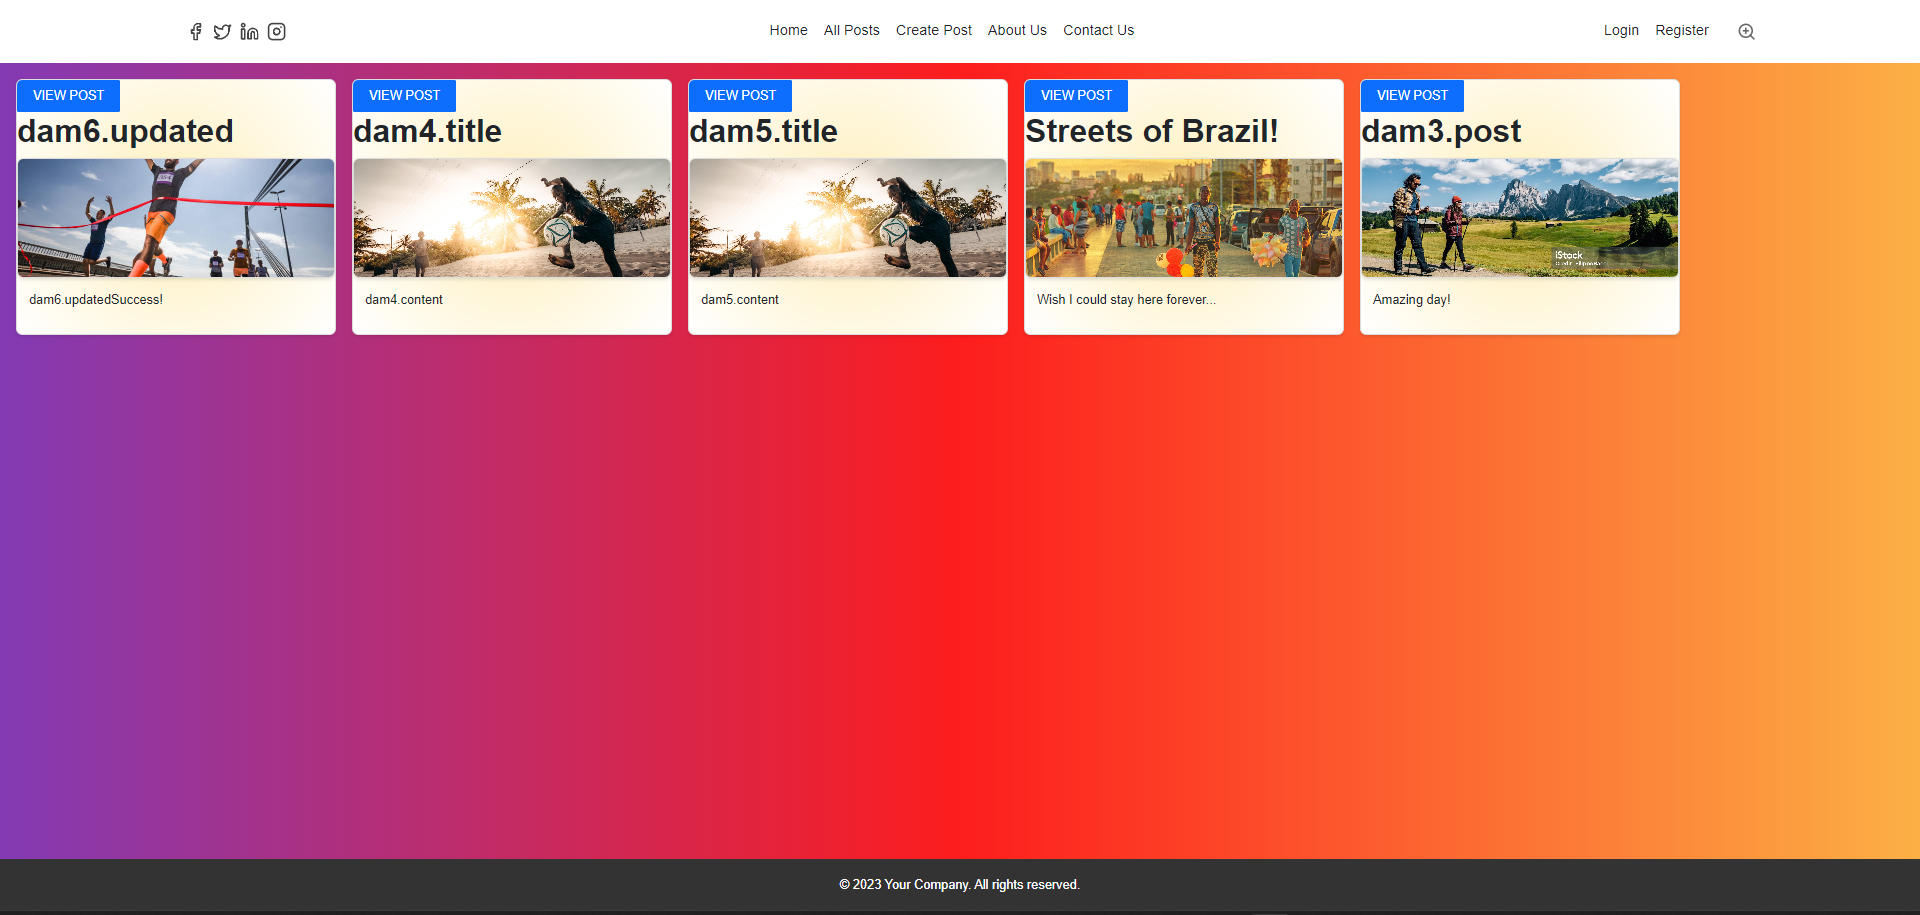 Home All Posts Create Post About Us Contact Us Login Register
VIEW POST
dam6.updated
dam6.updatedSuccess!
VIEW POST
dam4.title
dam4.content
VIEW POST
dam5.title
dam5.content
VIEW POST
Streets of Brazil!
Wish I could stay here forever...
VIEW POST
dam3.post
iStock
Amazing day!
© 2023 Your Company. All rights reserved.